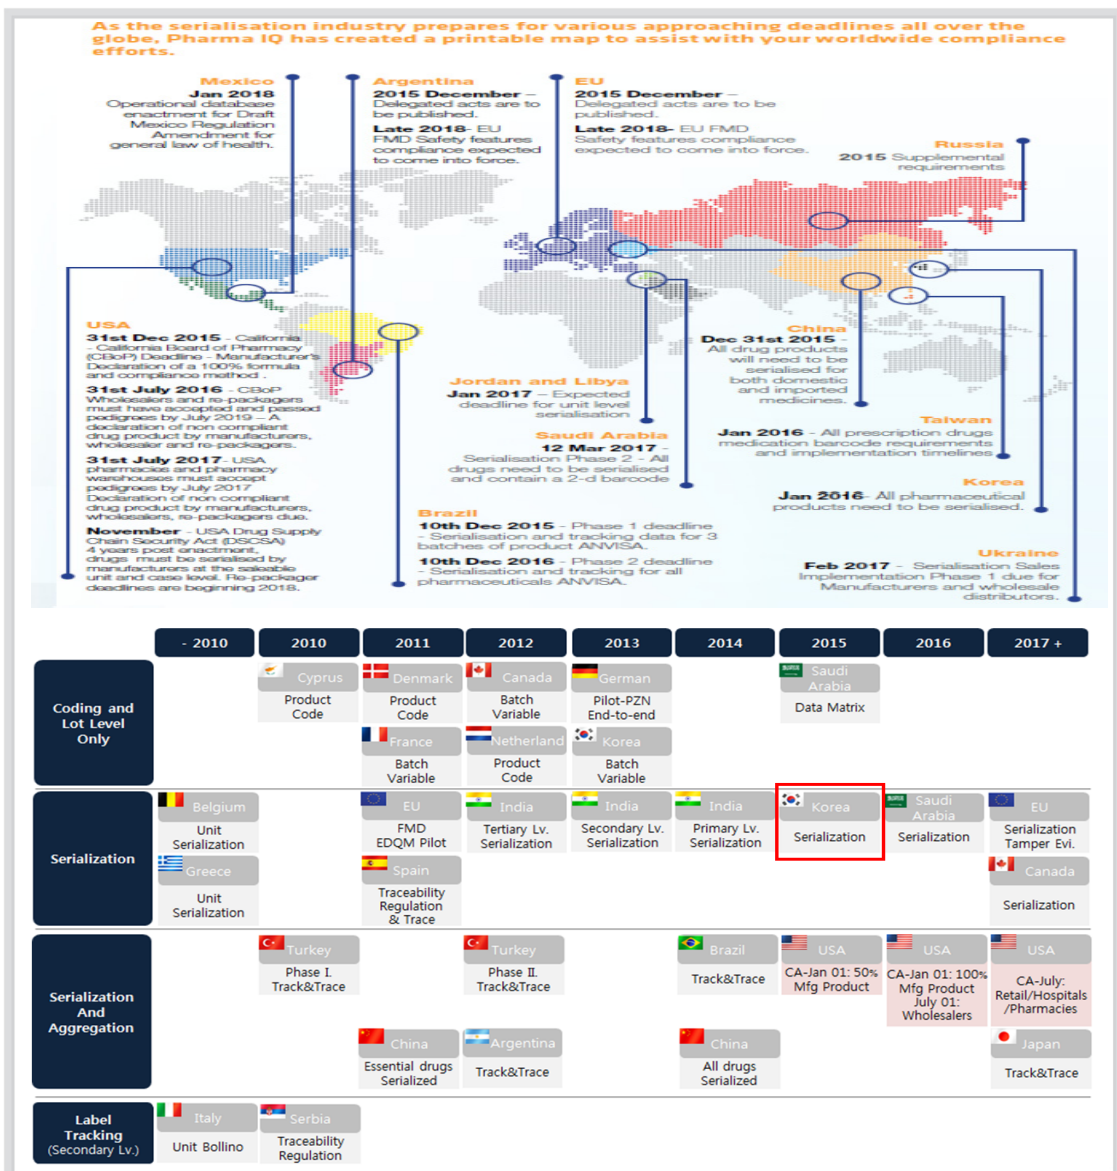 As the serialisation industry prepares for various approaching deadlines all over the
globe, Pharma IQ has created a printable map to assist with your worldwide compliance
efforts.
Mexico
Jan 2018
Operational database
enactment for Draft
Mexico Regulation
Amendment for
general law of health.
Argentina
2015 December –
Delegated acts are to
be published.
Late 2018- EU
FMD Safety features
compliance expected
to come into force.
EU
2015 December –
Delegated acts are to be
published.
Late 2018- EU FMD
Safety features compliance
expected to come into force.
Russia
2015 Supplemental
requirements
USA
31st Dec 2015 - California
- California Board of Pharmacy
(CBoP) Deadline - Manufacturer's
Declaration of a 100% formula
and compliance method .
31st July 2016 - CBoP
Wholesalers and re-packagers
must have accepted and passed
pedigrees by July 2019 – A
declaration of non compliant
drug product by manufacturers,
wholesaler and re-packagers.
31st July 2017- USA
pharmacies and pharmacy
warehouses must accept
pedigrees by July 2017
Declaration of non compliant
drug product by manufacturers,
wholesalers, re-packagers due.
November - USA Drug Supply
Chain Security Act (DSCSA)
4 years post enactment,
drugs must be serialised by
manufacturers at the saleable
unit and case level. Re-packager
deadlines are beginning 2018.
Jordan and Libya
Jan 2017 – Expected
deadline for unit level
serialisation
Saudi Arabia
12 Mar 2017 -
Serialisation Phase 2 - All
drugs need to be serialised
and contain a 2-d barcode
Brazil
10th Dec 2015 - Phase 1 deadline
- Serialisation and tracking data for 3
batches of product ANVISA.
10th Dec 2016 - Phase 2 deadline
- Serialisation and tracking for all
pharmaceuticals ANVISA.
China
Dec 31st 2015 -
All drug products
will need to be
serialised for
both domestic
and imported
medicines.
Taiwan
Jan 2016 - All prescription drugs
medication barcode requirements
and implementation timelines
Korea
Jan 2016- All pharmaceutical
products need to be serialised.
Ukraine
Feb 2017 - Serialisation Sales
Implementation Phase 1 due for
Manufacturers and wholesale
distributors.
- 2010 2010 2011 2012 2013 2014 2015 2016 2017 +
Coding and
Lot Level
Only
Cyprus
Product
Code
Denmark
Product
Code
Canada
Batch
Variable
German
Pilot-PZN
End-to-end
Saudi
Arabia
Data Matrix
France
Batch
Variable
Netherland
Product
Code
Korea
Batch
Variable
Serialization
Belgium
Unit
Serialization
EU
FMD
EDQM Pilot
India
Tertiary Lv.
Serialization
India
Secondary Lv.
Serialization
India
Primary Lv.
Serialization
Korea
Serialization
Saudi
Arabia
Serialization
EU
Serialization
Tamper Evi.
Greece
Unit
Serialization
Spain
Traceability
Regulation
& Trace
Canada
Serialization
Serialization
And
Aggregation
Turkey
Phase I.
Track&Trace
Turkey
Phase II.
Track&Trace
Brazil
Track&Trace
USA
CA-Jan 01: 50%
Mfg Product
USA
CA-Jan 01: 100%
Mfg Product
July 01:
Wholesalers
USA
CA-July:
Retail/Hospitals
/Pharmacies
China
Essential drugs
Serialized
Argentina
Track&Trace
China
All drugs
Serialized
Japan
Track&Trace
Label
Tracking
(Secondary Lv.)
Italy
Unit Bollino
Serbia
Traceability
Regulation